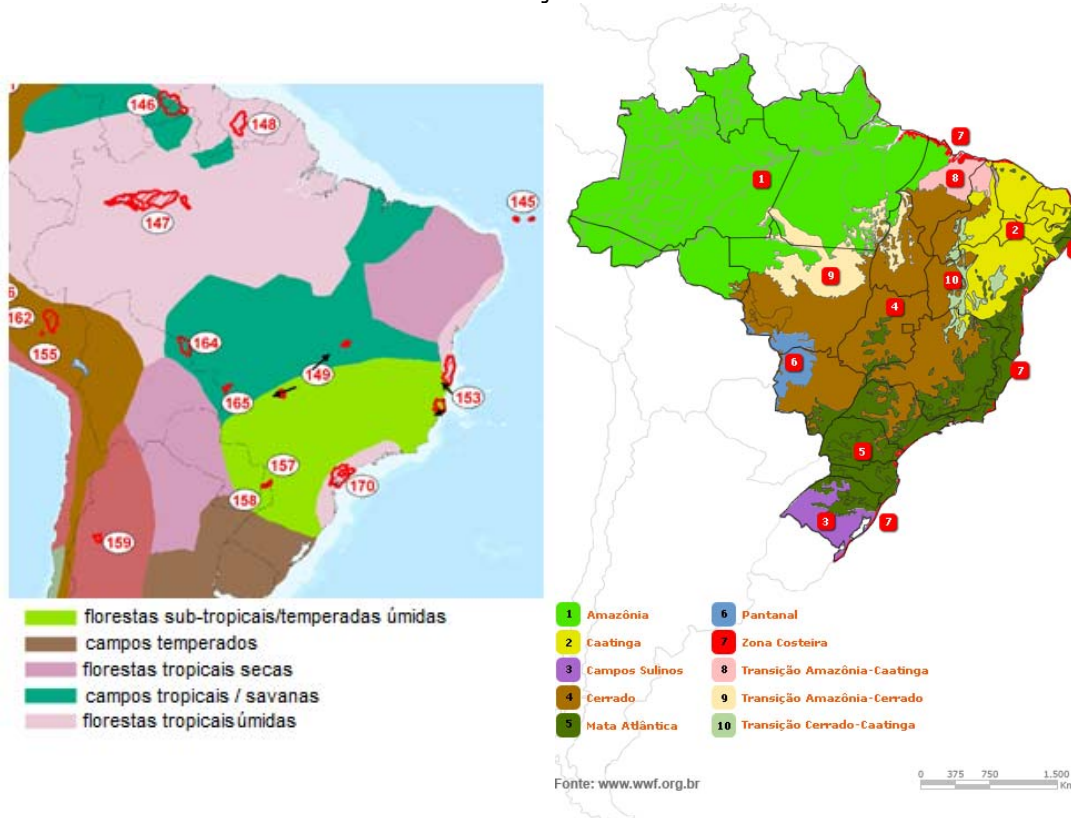 146
148
147
145
162
155
164
149
165
153
157
158
170
159
florestas sub-tropicais/temperadas úmidas
campos temperados
florestas tropicais secas
campos tropicais / savanas
florestas tropicais úmidas
7
1
8
2
9
10
4
6
7
5
3
7
1 Amazônia
2 Caatinga
3 Campos Sulinos
4 Cerrado
5 Mata Atlântica
6 Pantanal
7 Zona Costeira
8 Transição Amazônia-Caatinga
9 Transição Amazônia-Cerrado
10 Transição Cerrado-Caatinga
Fonte: www.wwf.org.br
0 375 750 1.500
Km